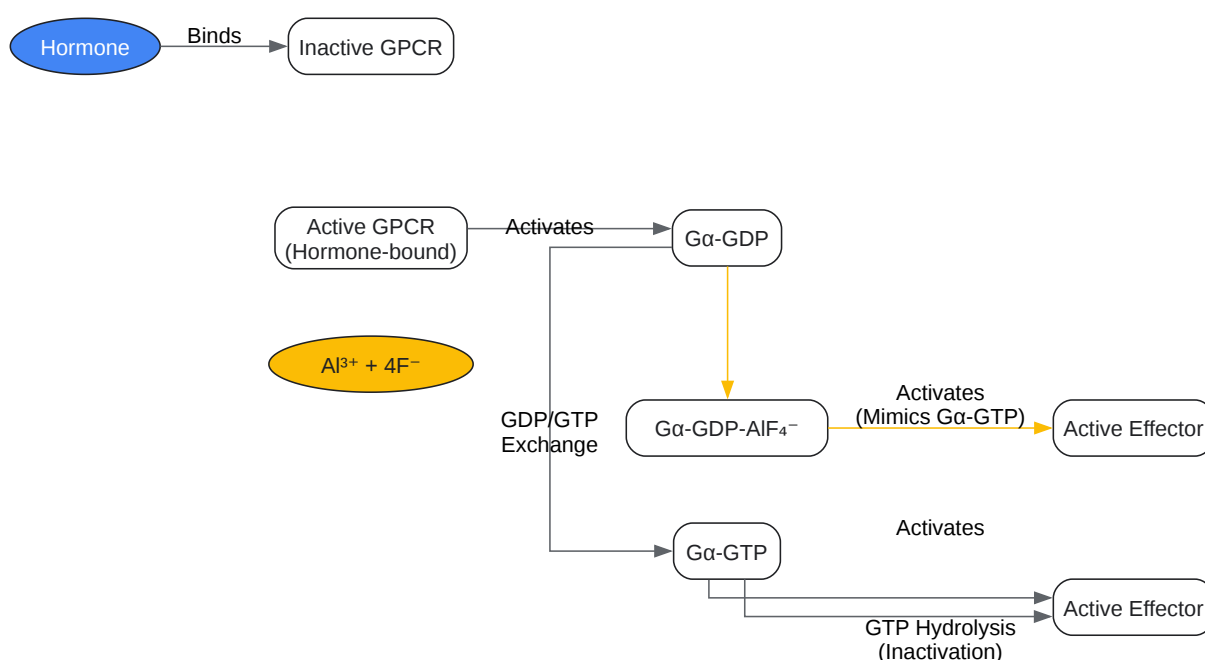 Hormone
Binds
Inactive GPCR
Active GPCR
(Hormone-bound)
Activates
Gα-GDP
Al³⁺ + 4F⁻
GDP/GTP
Exchange
Gα-GDP-AlF₄⁻
Activates
(Mimics Gα-GTP)
Active Effector
Gα-GTP
Activates
Active Effector
GTP Hydrolysis
(Inactivation)